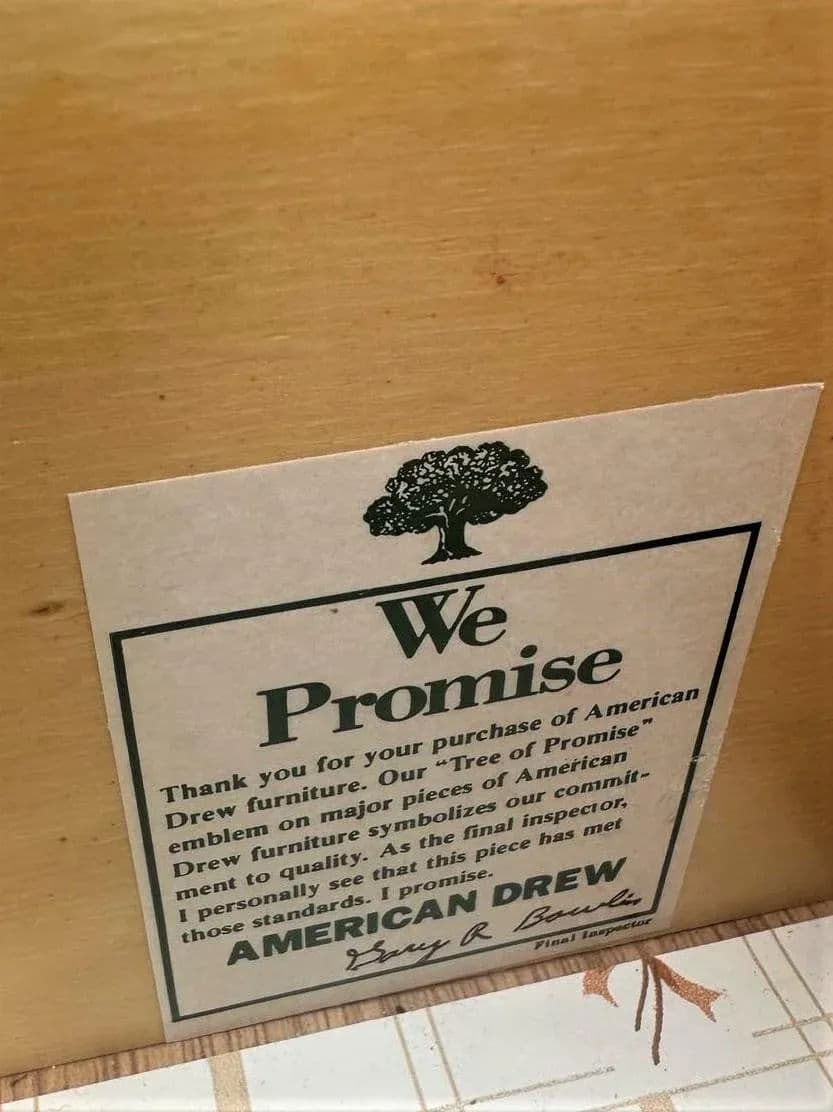 We
Promise
Thank you for your purchase of American
Drew furniture. Our “Tree of Promise”
emblem on major pieces of American
Drew furniture symbolizes our commit-
ment to quality. As the final inspector,
I personally see that this piece has met
those standards. I promise.
AMERICAN DREW
Gary R Bowlin
Final Inspector